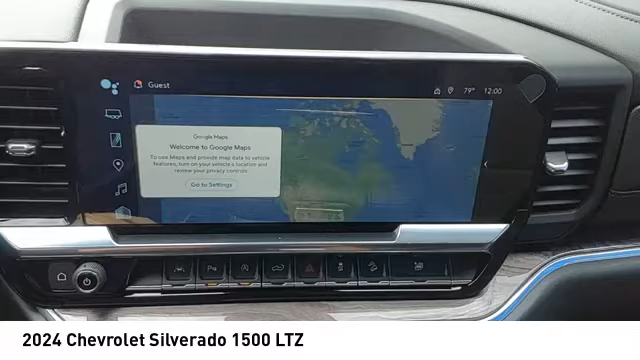 Guest
79° 12:00
Google Maps
Welcome to Google Maps
To use Maps and provide map data to vehicle
features, turn on your vehicle's location and
review your privacy controls.
Go to Settings
2024 Chevrolet Silverado 1500 LTZ